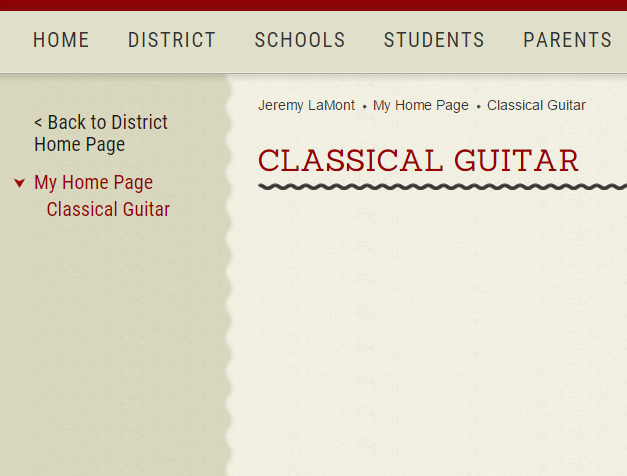 HOME DISTRICT SCHOOLS STUDENTS PARENTS
< Back to District
Home Page
My Home Page
Classical Guitar
Jeremy LaMont • My Home Page • Classical Guitar
CLASSICAL GUITAR